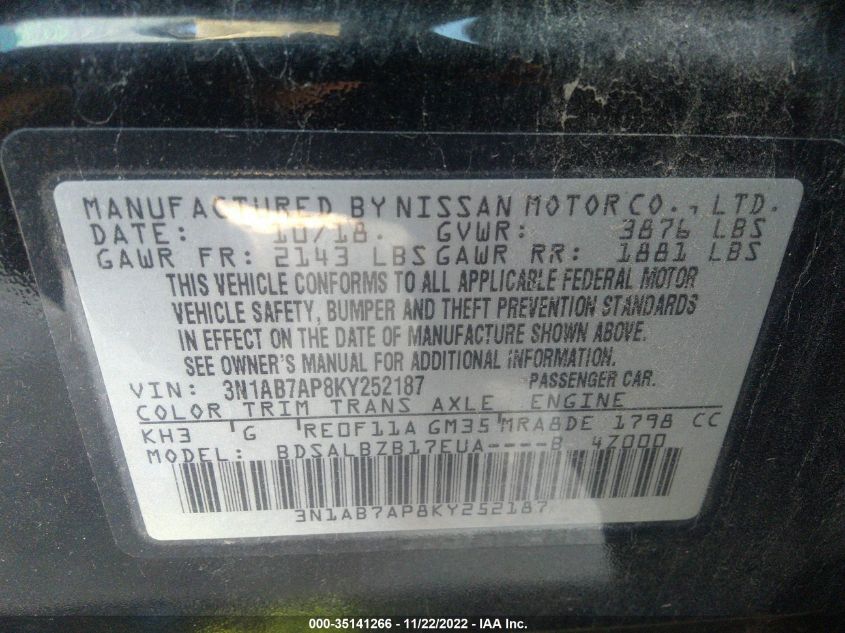 MANUFACTURED BY NISSAN MOTOR CO., LTD.
DATE: 10/18. GVWR: 3876 LBS
GAWR FR: 2143 LBS GAWR RR: 1881 LBS
THIS VEHICLE CONFORMS TO ALL APPLICABLE FEDERAL MOTOR
VEHICLE SAFETY, BUMPER AND THEFT PREVENTION STANDARDS
IN EFFECT ON THE DATE OF MANUFACTURE SHOWN ABOVE.
SEE OWNER'S MANUAL FOR ADDITIONAL INFORMATION.
VIN: 3N1AB7AP8KY252187 PASSENGER CAR.
COLOR TRIM TRANS AXLE ENGINE
KH3 G RE0F11A GM35 MRA8DE 1798 CC
MODEL: BDSALBZB17EUA----B 4Z000
3N1AB7AP8KY252187
000-35141266 - 11/22/2022 - IAA Inc.